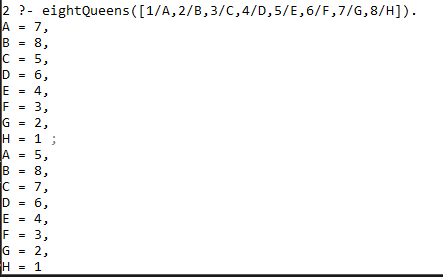 2 ?- eightQueens([1/A,2/B,3/C,4/D,5/E,6/F,7/G,8/H]).
A = 7,
B = 8,
C = 5,
D = 6,
E = 4,
F = 3,
G = 2,
H = 1 ;
A = 5,
B = 8,
C = 7,
D = 6,
E = 4,
F = 3,
G = 2,
H = 1